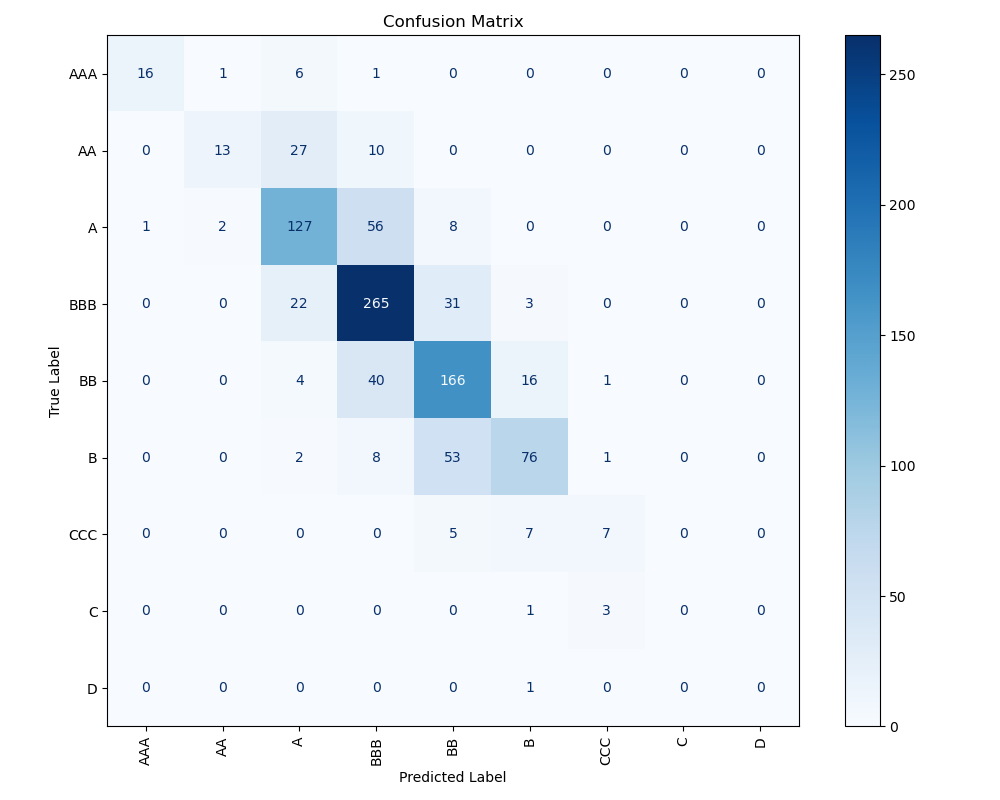 Confusion Matrix
True Label
AAA 16 1 6 1 0 0 0 0 0
AA 0 13 27 10 0 0 0 0 0
A 1 2 127 56 8 0 0 0 0
BBB 0 0 22 265 31 3 0 0 0
BB 0 0 4 40 166 16 1 0 0
B 0 0 2 8 53 76 1 0 0
CCC 0 0 0 0 5 7 7 0 0
C 0 0 0 0 0 1 3 0 0
D 0 0 0 0 0 1 0 0 0
AAA AA A BBB BB B CCC C D
Predicted Label
250
200
150
100
50
0